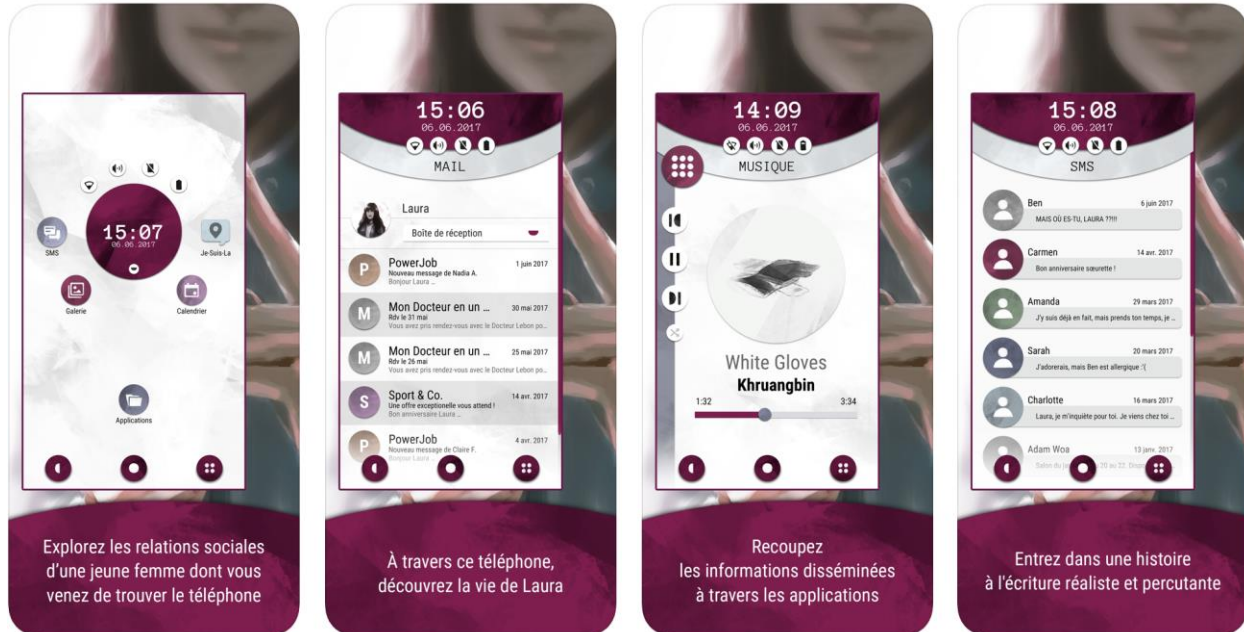 15:07
06.06.2017
SMS
Je-Suis-La
Galerie
Calendrier
Applications
Explorez les relations sociales
d'une jeune femme dont vous
venez de trouver le téléphone
15:06
06.06.2017
MAIL
Laura
Boîte de réception
P
PowerJob
1 juin 2017
Nouveau message de Nadia A.
Bonjour Laura ...
M
Mon Docteur en un ...
30 mai 2017
Rdv le 31 mai
Vous avez pris rendez-vous avec le Docteur Lebon po...
M
Mon Docteur en un ...
25 mai 2017
Rdv le 26 mai
Vous avez pris rendez-vous avec le Docteur Lebon po...
S
Sport & Co.
14 avr. 2017
Une offre exceptionelle vous attend !
Bon anniversaire Laura ...
P
PowerJob
4 avr. 2017
Nouveau message de Claire F.
Bonjour Laura ...
À travers ce téléphone,
découvrez la vie de Laura
14:09
06.06.2017
MUSIQUE
White Gloves
Khruangbin
1:32
3:34
Recoupez
les informations disséminées
à travers les applications
15:08
06.06.2017
SMS
Ben
6 juin 2017
MAIS OÙ ES-TU, LAURA ??!!!
Carmen
14 avr. 2017
Bon anniversaire sœurette !
Amanda
29 mars 2017
J'y suis déjà en fait, mais prends ton temps, je ...
Sarah
20 mars 2017
J'adorerais, mais Ben est allergique :'(
Charlotte
16 mars 2017
Laura, je m'inquiète pour toi. Je viens chez toi ...
Adam Woa
13 janv. 2017
Salon du
20 au 22.
Entrez dans une histoire
à l'écriture réaliste et percutante